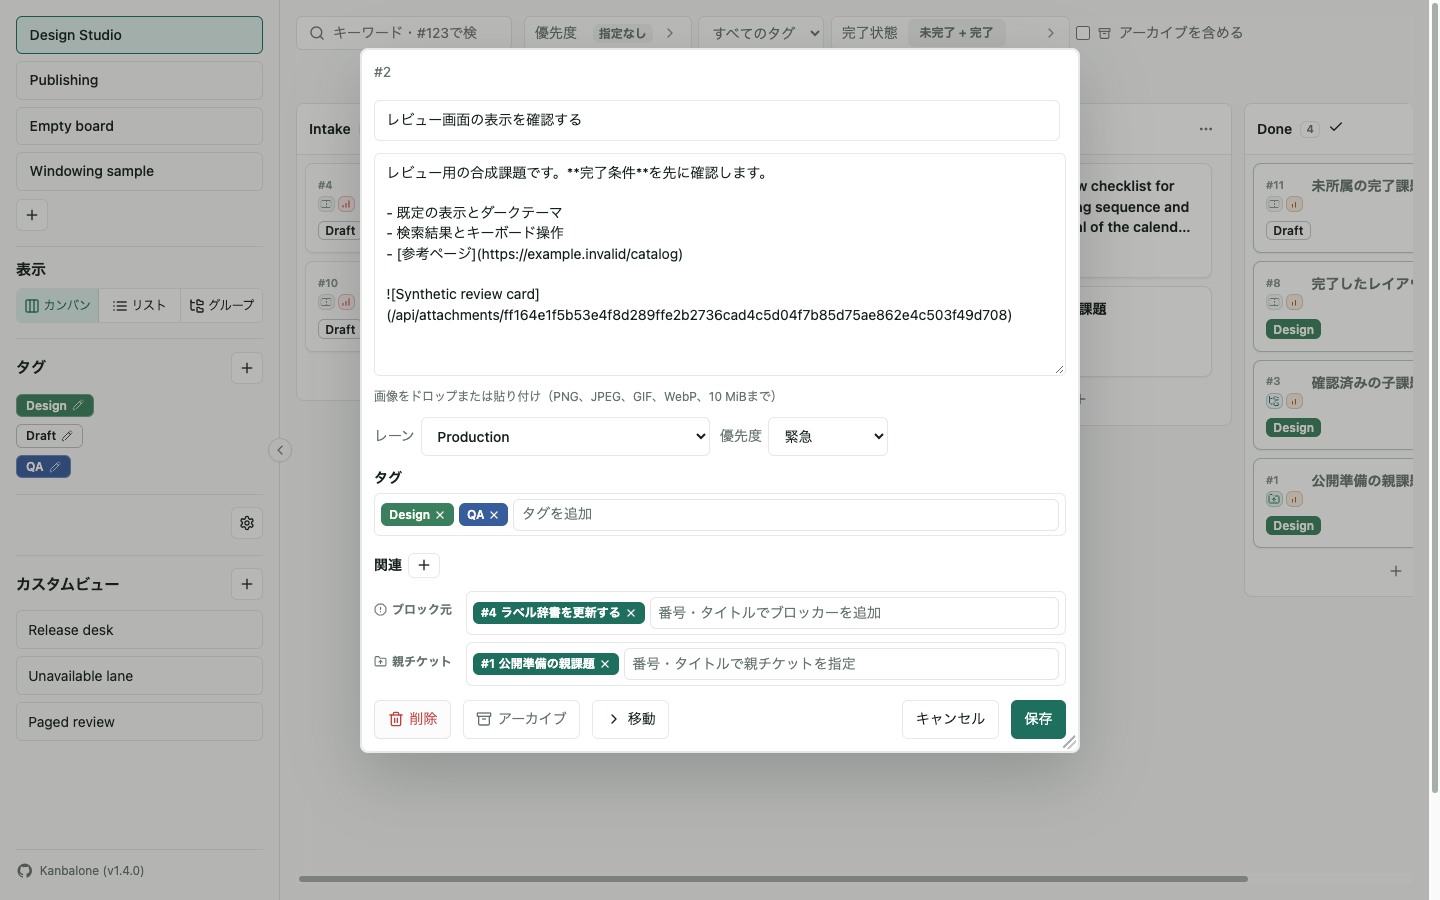 Design Studio
Publishing
Empty board
Windowing sample
表示
カンバン
リスト
グループ
タグ
Design
Draft
QA
カスタムビュー
Release desk
Unavailable lane
Paged review
Kanbalone (v1.4.0)
キーワード・#123で検
優先度 指定なし
すべてのタグ
完了状態 未完了 + 完了
アーカイブを含める
Intake
#4
Draft
#10
Draft
#2
レビュー画面の表示を確認する
レビュー用の合成課題です。**完了条件**を先に確認します。
- 既定の表示とダークテーマ
- 検索結果とキーボード操作
- [参考ページ](https://example.invalid/catalog)
![Synthetic review card]
(/api/attachments/ff164e1f5b53e4f8d289ffe2b2736cad4c5d04f7b85d75ae862e4c503f49d708)
画像をドロップまたは貼り付け（PNG、JPEG、GIF、WebP、10 MiBまで）
レーン Production 優先度 緊急
タグ
Design QA タグを追加
関連
ブロック元 #4 ラベル辞書を更新する 番号・タイトルでブロッカーを追加
親チケット #1 公開準備の親課題 番号・タイトルで親チケットを指定
削除 アーカイブ 移動 キャンセル 保存
w checklist for
ng sequence and
al of the calend...
課題
Done 4
#11 未所属の完了課
Draft
#8 完了したレイア
Design
#3 確認済みの子課
Design
#1 公開準備の親課
Design